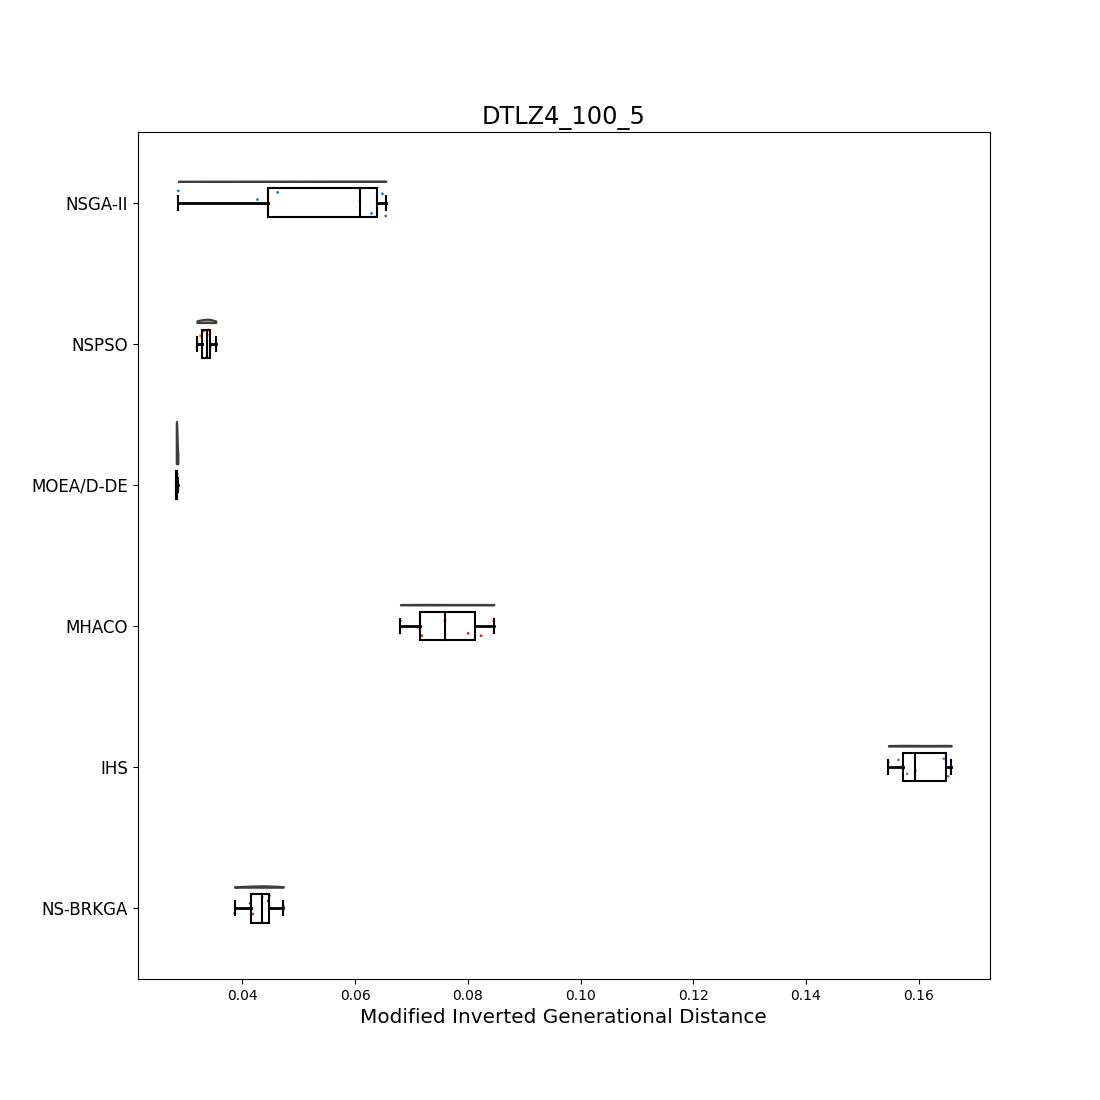 DTLZ4_100_5
NSGA-II
NSPSO
MOEA/D-DE
MHACO
IHS
NS-BRKGA
0.04 0.06 0.08 0.10 0.12 0.14 0.16
Modified Inverted Generational Distance